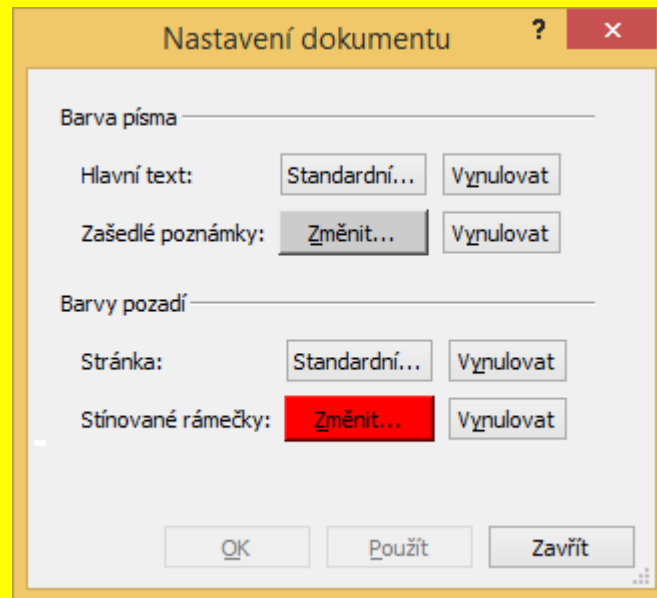 Nastavení dokumentu ? ×
Barva písma
Hlavní text: Standardní... Vynulovat
Zašedlé poznámky: Změnit... Vynulovat
Barvy pozadí
Stránka: Standardní... Vynulovat
Stínované rámečky: Změnit... Vynulovat
OK Použít Zavřít